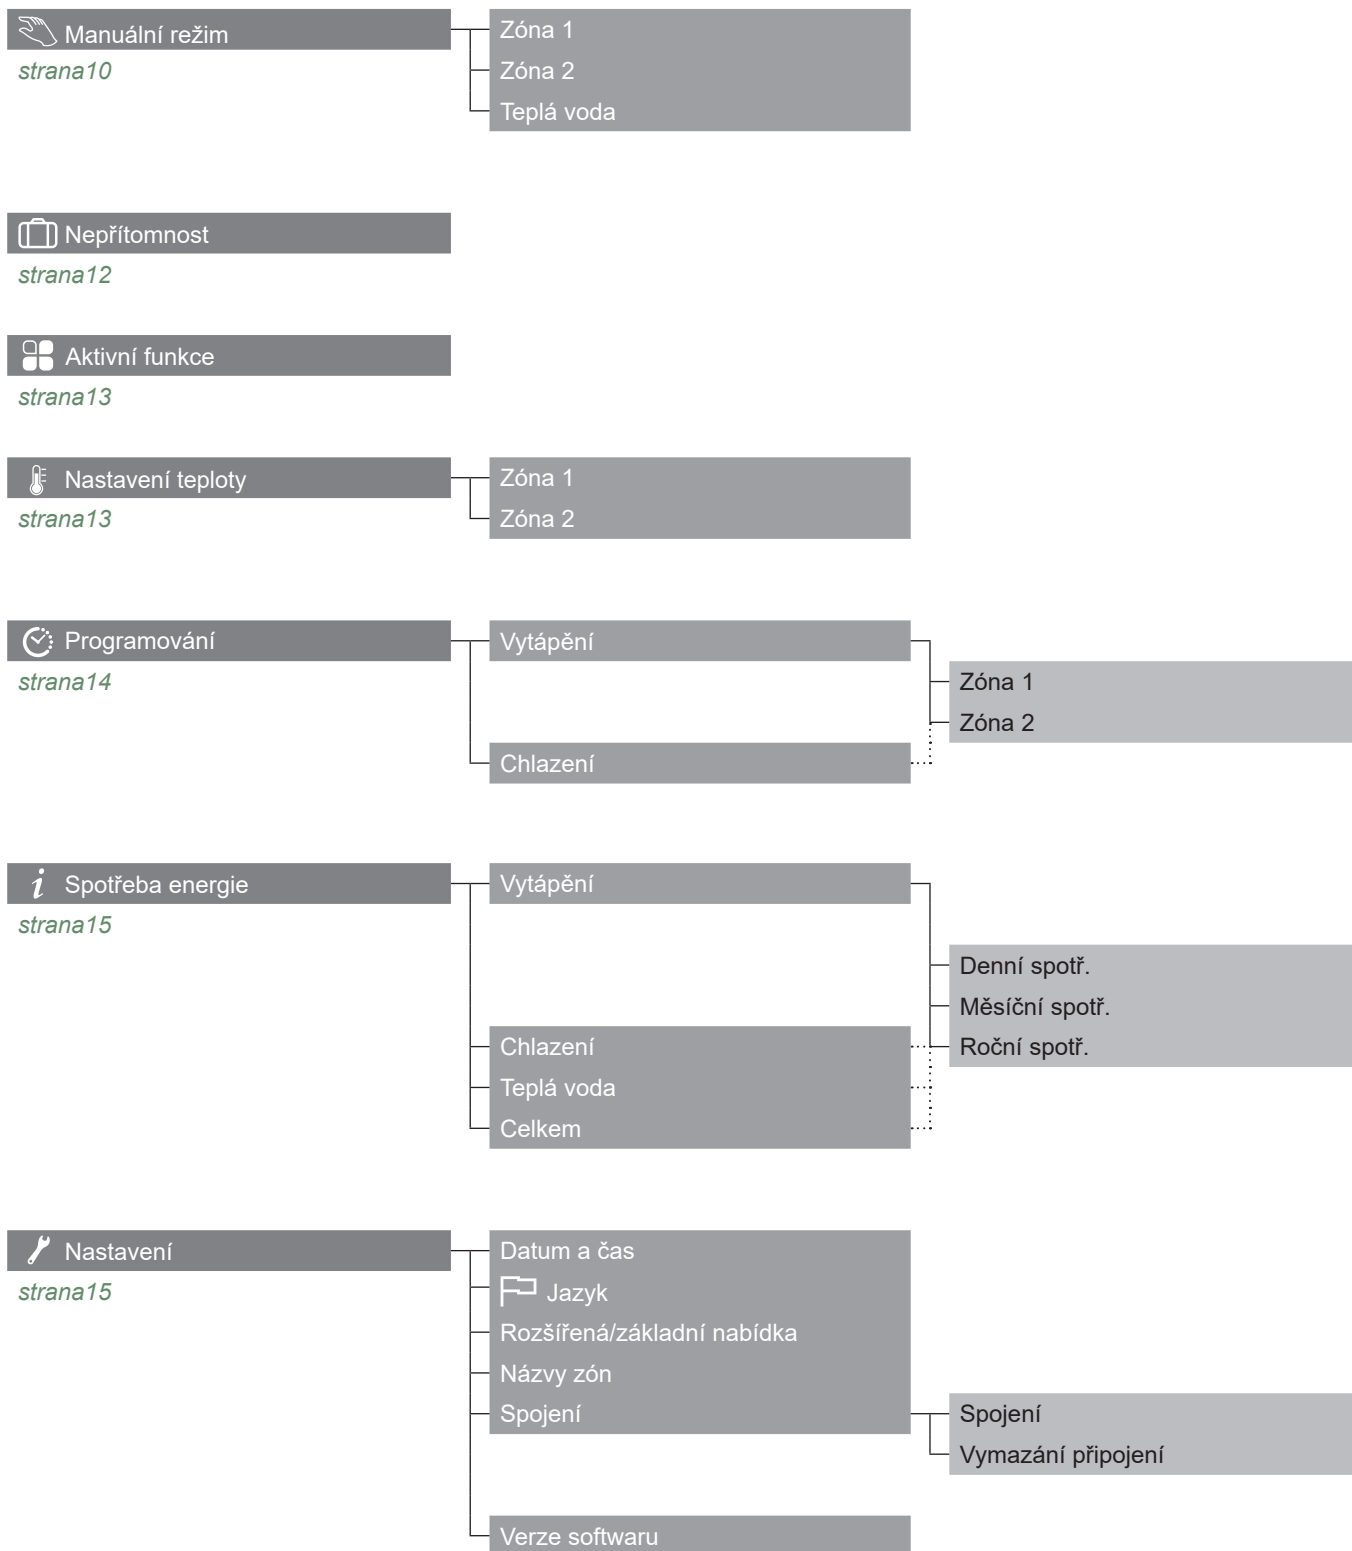 Manuální režim
strana10
Zóna 1
Zóna 2
Teplá voda
Nepřítomnost
strana12
Aktivní funkce
strana13
Nastavení teploty
strana13
Zóna 1
Zóna 2
Programování
strana14
Vytápění
Zóna 1
Zóna 2
Chlazení
Spotřeba energie
strana15
Vytápění
Denní spotř.
Měsíční spotř.
Roční spotř.
Chlazení
Teplá voda
Celkem
Nastavení
strana15
Datum a čas
Jazyk
Rozšířená/základní nabídka
Názvy zón
Spojení
Spojení
Vymazání připojení
Verze softwaru